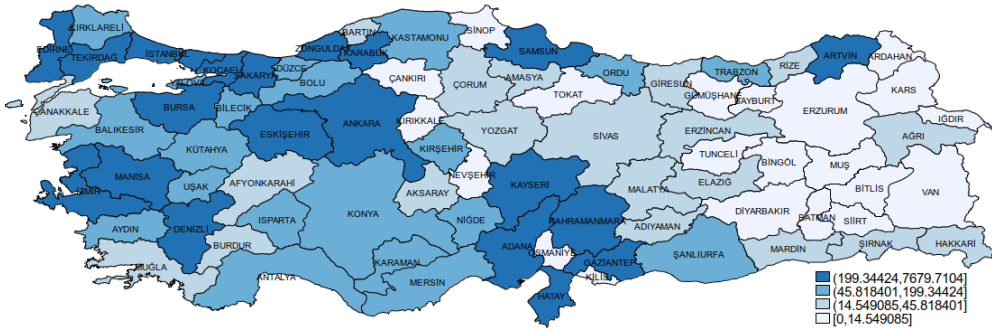 SİNOP
BARTIN
KIRKLARELİ
KASTAMONU
ZONGULDAK
SAMSUN
EDİRNE
İSTANBUL
KARABÜK
ARTVİN
ARDAHAN
TEKİRDAĞ
KOCAELİ
DÜZCE
SAKARYA
ORDU
TRABZON
RİZE
YALOVA
BOLU
ÇANKIRI
AMASYA
GİRESUN
KARS
ÇORUM
TOKAT
GÜMÜŞHANE
BAYBURT
ÇANAKKALE
BURSA
BİLECİK
ERZURUM
IĞDIR
ANKARA
KIRIKKALE
BALIKESİR
ESKİŞEHİR
YOZGAT
SİVAS
ERZİNCAN
AĞRI
KÜTAHYA
KIRŞEHİR
TUNCELİ
BİNGÖL
MUŞ
MANİSA
NEVŞEHİR
AFYONKARAHİ
UŞAK
KAYSERİ
İZMİR
AKSARAY
MALATYA
ELAZIĞ
BİTLİS
VAN
DİYARBAKIR
BATMAN
SİİRT
AYDIN
DENİZLİ
ISPARTA
KONYA
NİĞDE
KAHRAMANMARA
ADIYAMAN
BURDUR
ADANA
OSMANİYE
GAZİANTEP
ŞANLIURFA
MARDİN
ŞIRNAK
HAKKARİ
MUĞLA
KARAMAN
ANTALYA
MERSİN
KİLİS
HATAY
(199.34424,7679.7104]
(45.818401,199.34424]
(14.549085,45.818401]
[0,14.549085]